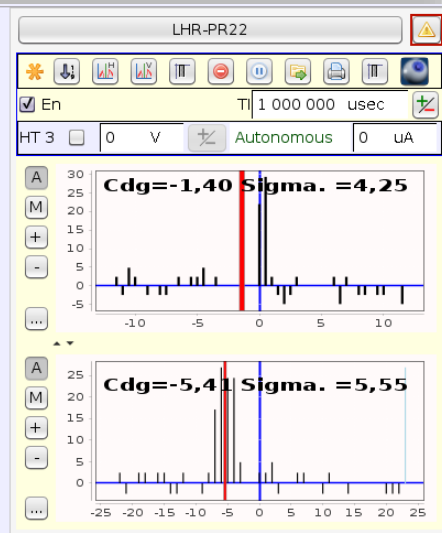 LHR-PR22
En TI 1 000 000 usec
HT 3 0 V Autonomous 0 uA
A
M
+
-
...
Cdg=-1,40 Sigma. =4,25
30
25
20
15
10
5
0
-5
-10 -5 0 5 10
A
M
+
-
...
Cdg=-5,41 Sigma. =5,55
25
20
15
10
5
0
-25 -20 -15 -10 -5 0 5 10 15 20 25